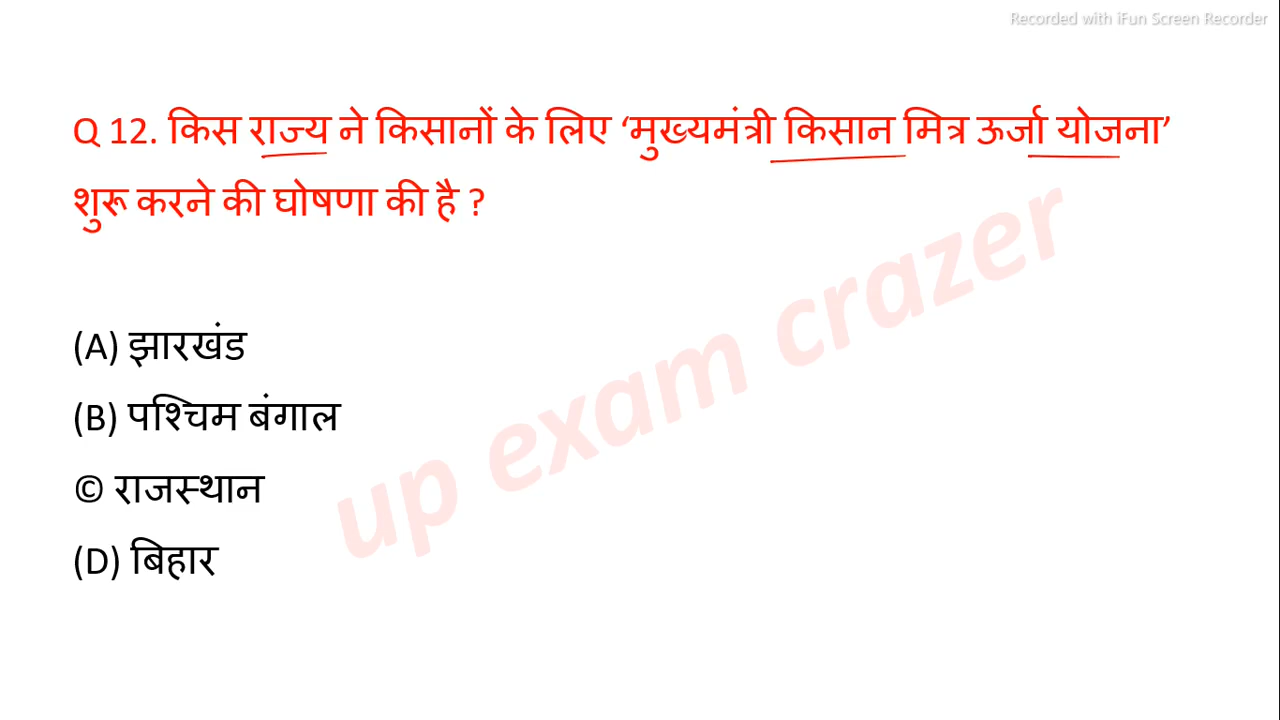 Recorded with iFun Screen Recorder
Q 12. किस राज्य ने किसानों के लिए ‘मुख्यमंत्री किसान मित्र ऊर्जा योजना’
शुरू करने की घोषणा की है ?
(A) झारखंड
(B) पश्चिम बंगाल
© राजस्थान
(D) बिहार
up exam crazer